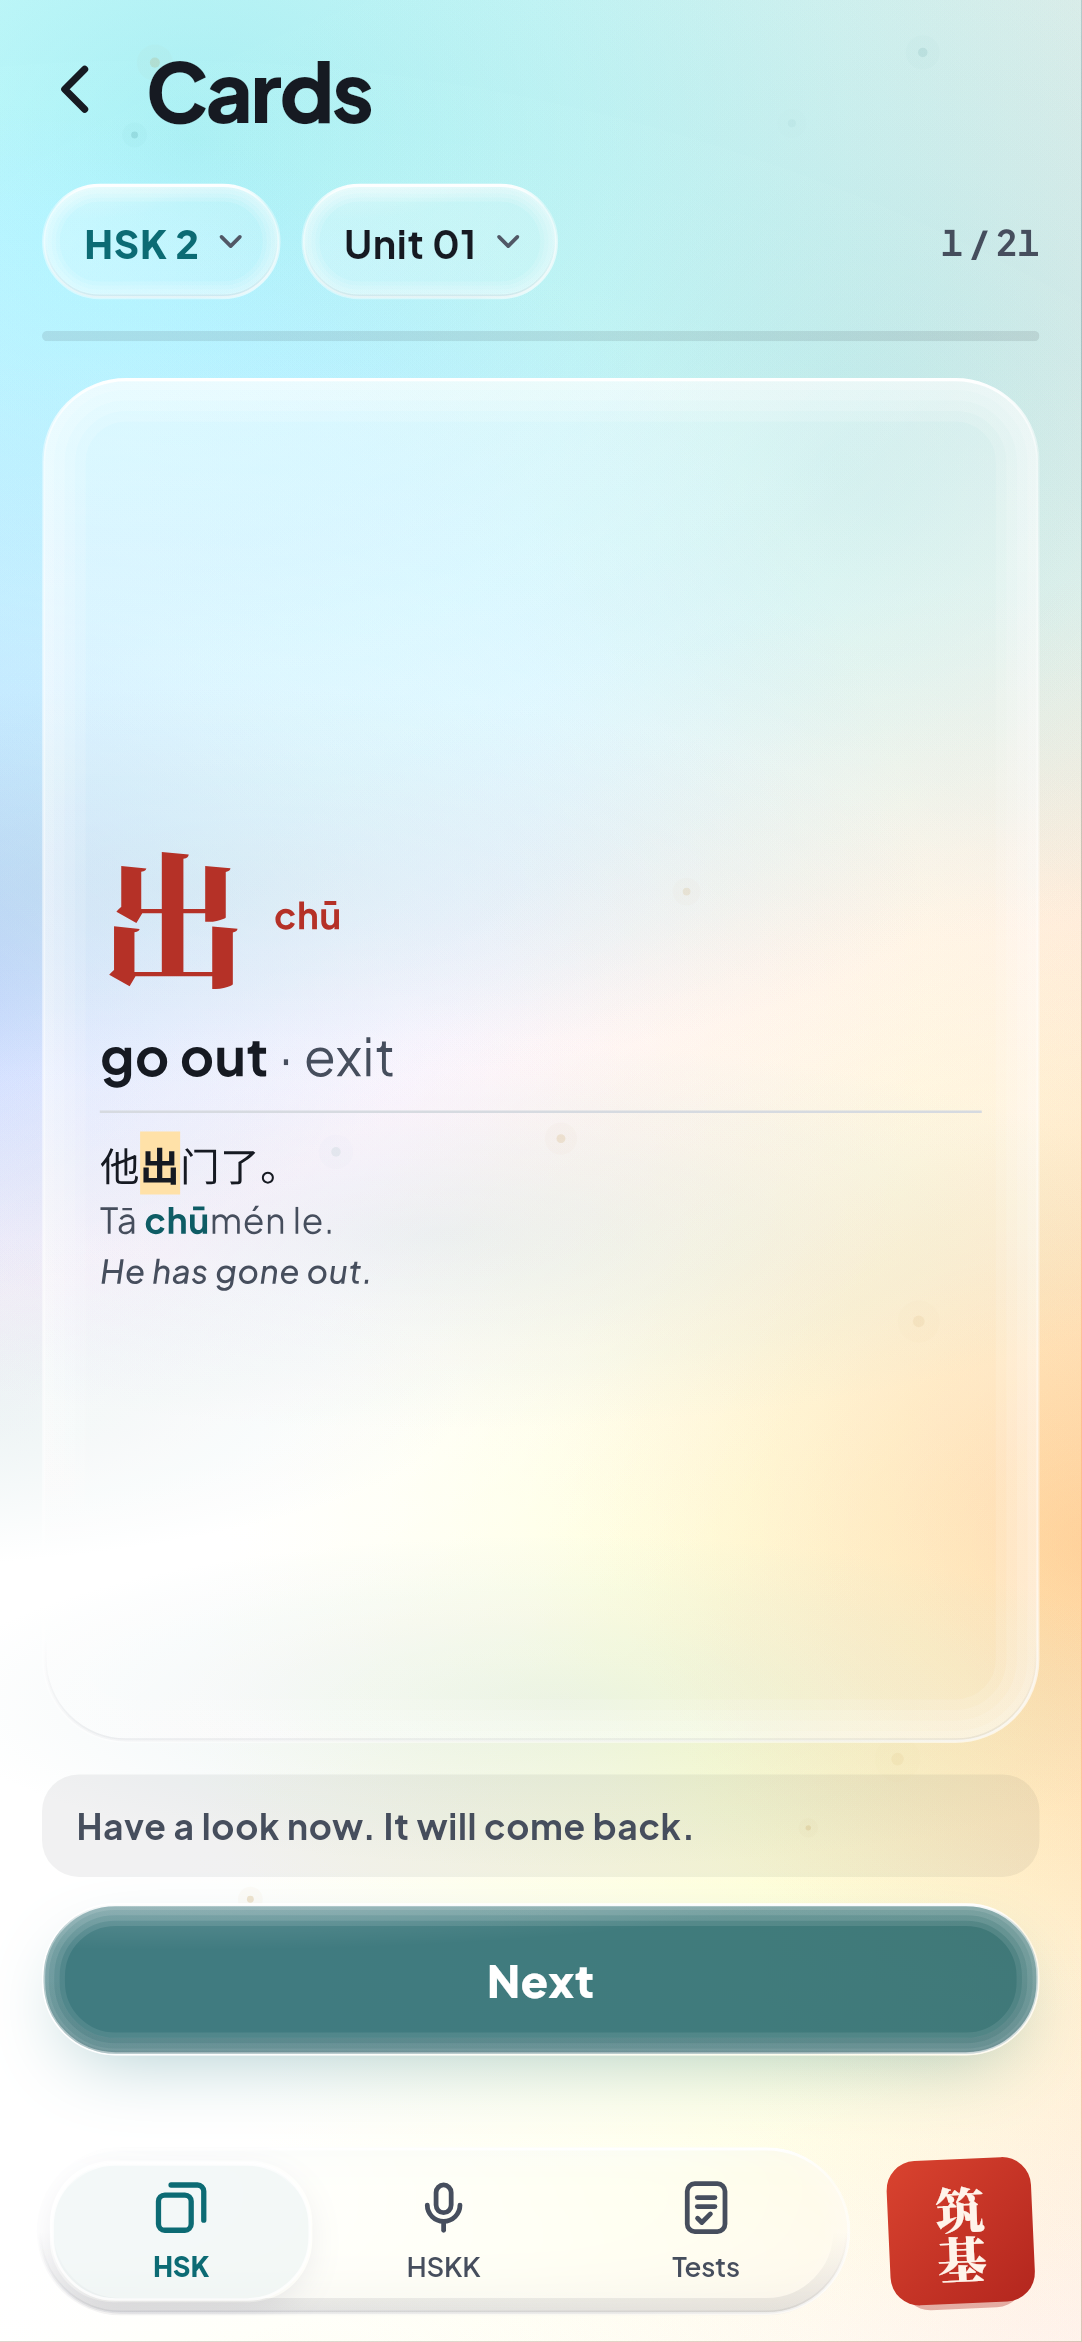 Cards
HSK 2
Unit 01
1 / 21
出 chū
go out · exit
他出门了。
Tā chūmén le.
He has gone out.
Have a look now. It will come back.
Next
HSK
HSKK
Tests
筑
基